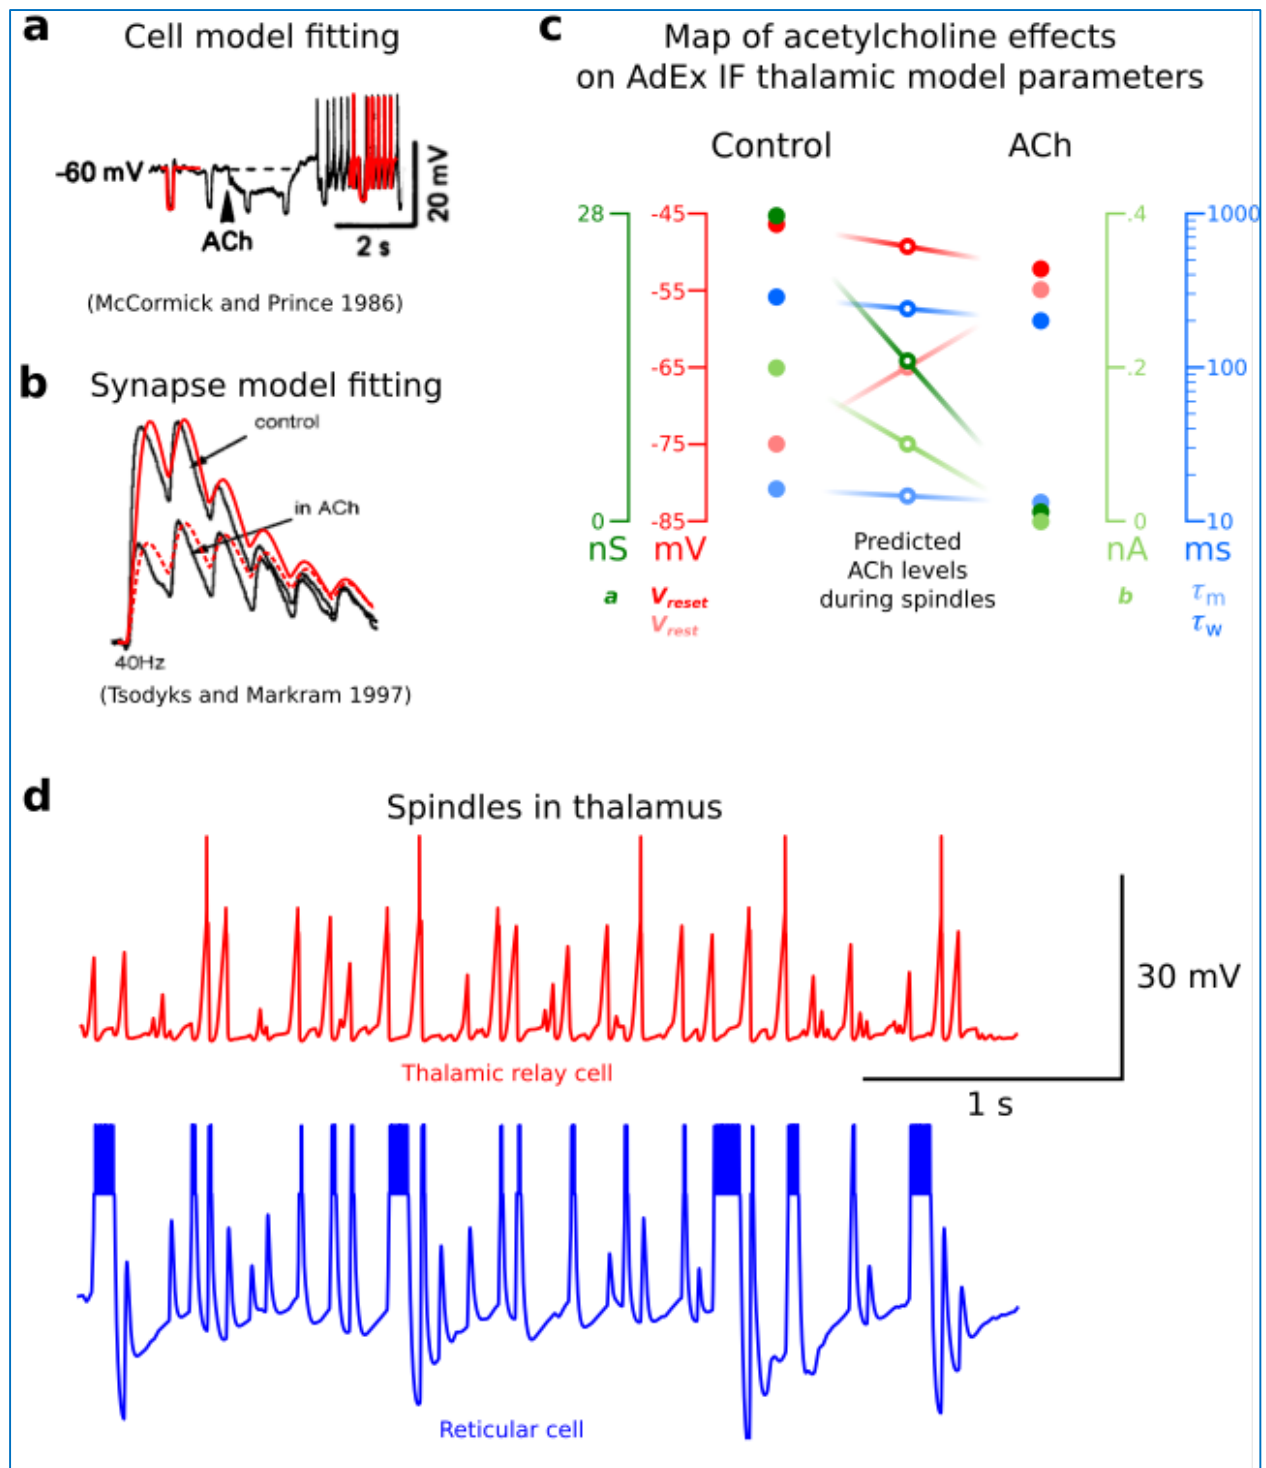 a
Cell model fitting
-60 mV
ACh
20 mV
2 s
(McCormick and Prince 1986)
b
Synapse model fitting
control
in ACh
40Hz
(Tsodyks and Markram 1997)
c
Map of acetylcholine effects
on AdEx IF thalamic model parameters
Control
ACh
28
0
nS
a
-45
-55
-65
-75
-85
mV
Vreset
Vrest
Predicted
ACh levels
during spindles
.4
.2
0
nA
b
1000
100
10
ms
τm
τw
d
Spindles in thalamus
Thalamic relay cell
30 mV
1 s
Reticular cell